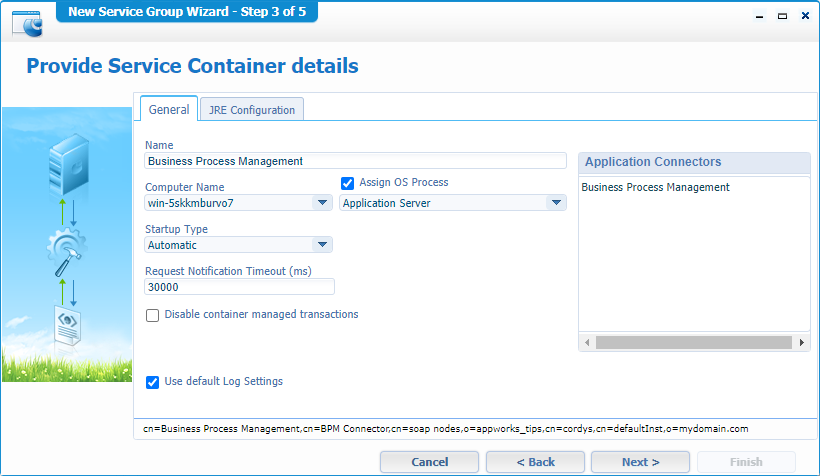 New Service Group Wizard - Step 3 of 5
Provide Service Container details
General
JRE Configuration
Name
Business Process Management
Computer Name
Assign OS Process
win-5skkmburvo7
Application Server
Startup Type
Automatic
Request Notification Timeout (ms)
30000
Disable container managed transactions
Use default Log Settings
Application Connectors
Business Process Management
cn=Business Process Management,cn=BPM Connector,cn=soap nodes,o=appworks_tips,cn=cordys,cn=defaultInst,o=mydomain.com
Cancel
< Back
Next >
Finish